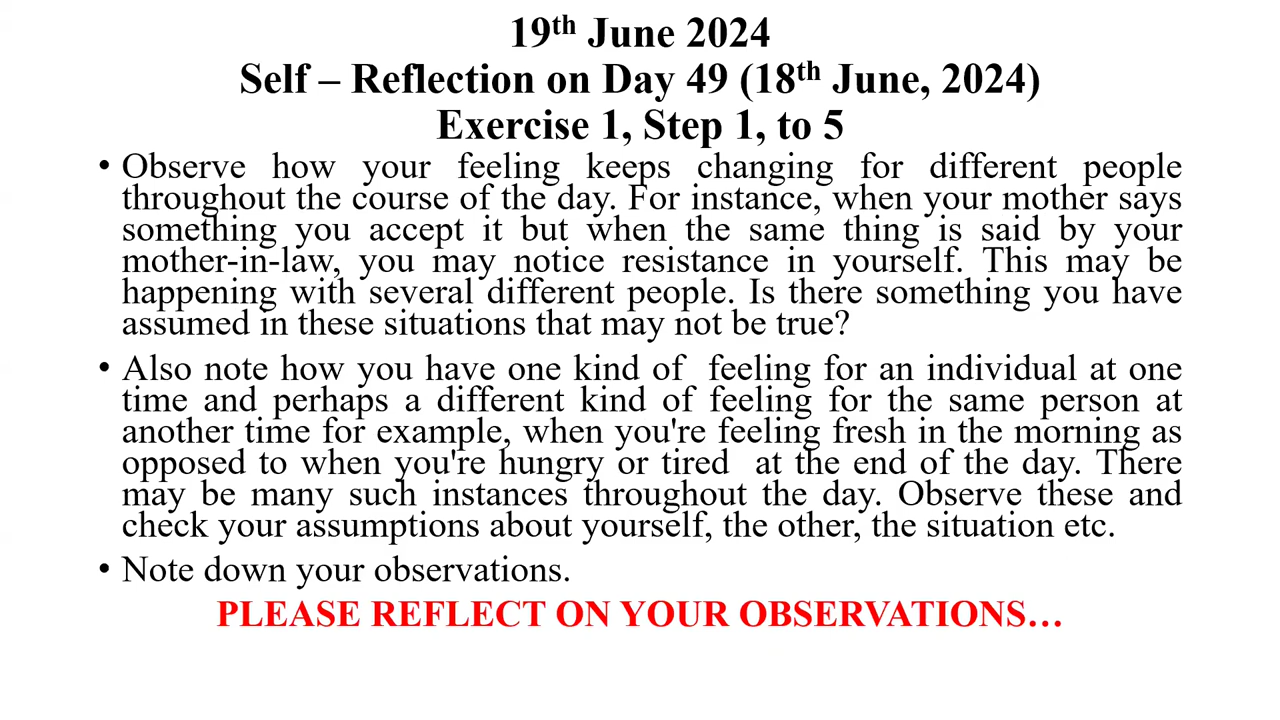 19th June 2024
Self – Reflection on Day 49 (18th June, 2024)
Exercise 1, Step 1, to 5
• Observe how your feeling keeps changing for different people
throughout the course of the day. For instance, when your mother says
something you accept it but when the same thing is said by your
mother-in-law, you may notice resistance in yourself. This may be
happening with several different people. Is there something you have
assumed in these situations that may not be true?
• Also note how you have one kind of  feeling for an individual at one
time and perhaps a different kind of feeling for the same person at
another time for example, when you're feeling fresh in the morning as
opposed to when you're hungry or tired  at the end of the day. There
may be many such instances throughout the day. Observe these and
check your assumptions about yourself, the other, the situation etc.
• Note down your observations.
PLEASE REFLECT ON YOUR OBSERVATIONS…